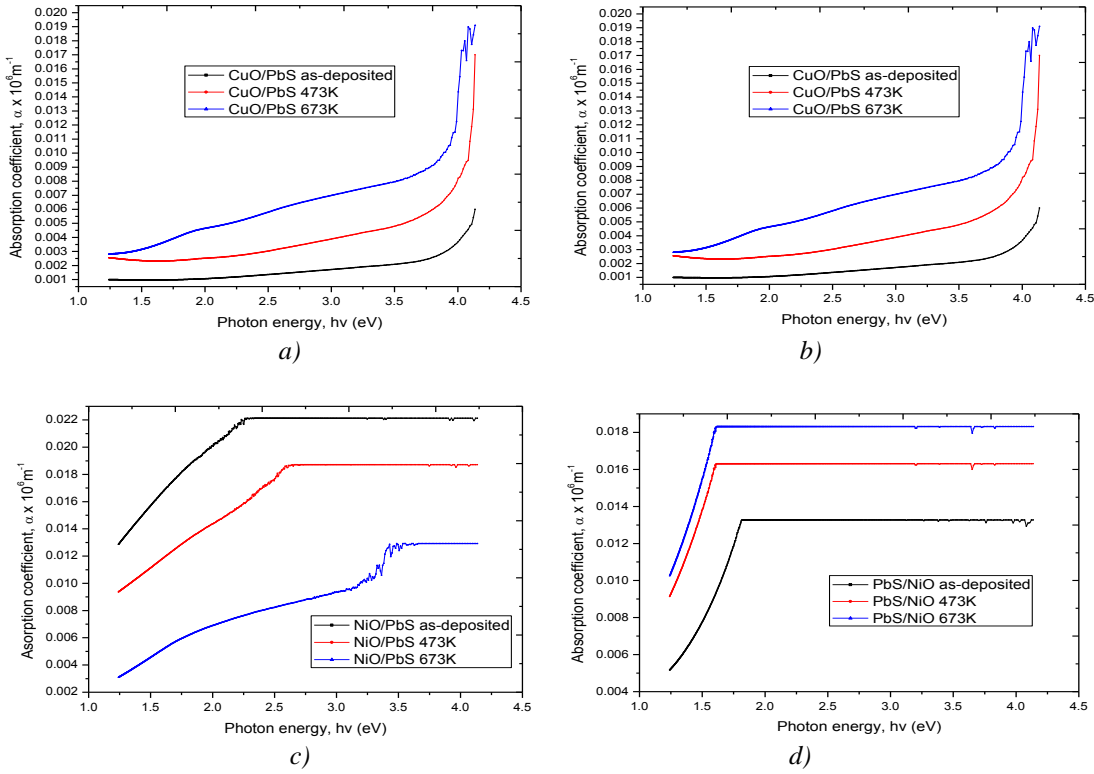 0.020
0.019
0.018
0.017
0.016
0.015
0.014
0.013
0.012
0.011
0.010
0.009
0.008
0.007
0.006
0.005
0.004
0.003
0.002
0.001
Absorption coefficient, α x 10⁶m⁻¹
CuO/PbS as-deposited
CuO/PbS 473K
CuO/PbS 673K
1.0 1.5 2.0 2.5 3.0 3.5 4.0 4.5
Photon energy, hv (eV)
a)
0.020
0.019
0.018
0.017
0.016
0.015
0.014
0.013
0.012
0.011
0.010
0.009
0.008
0.007
0.006
0.005
0.004
0.003
0.002
0.001
Absorption coefficient, α x 10⁶m⁻¹
CuO/PbS as-deposited
CuO/PbS 473K
CuO/PbS 673K
1.0 1.5 2.0 2.5 3.0 3.5 4.0 4.5
Photon energy, hv (eV)
b)
0.022
0.020
0.018
0.016
0.014
0.012
0.010
0.008
0.006
0.004
0.002
Asorption coefficient, α x 10⁶m⁻¹
NiO/PbS as-deposited
NiO/PbS 473K
NiO/PbS 673K
1.0 1.5 2.0 2.5 3.0 3.5 4.0 4.5
Photon energy, hv (eV)
c)
0.018
0.016
0.014
0.012
0.010
0.008
0.006
0.004
Absorption coefficient, α x 10⁶m⁻¹
PbS/NiO as-deposited
PbS/NiO 473K
PbS/NiO 673K
1.0 1.5 2.0 2.5 3.0 3.5 4.0 4.5
Photon energy, hv (eV)
d)